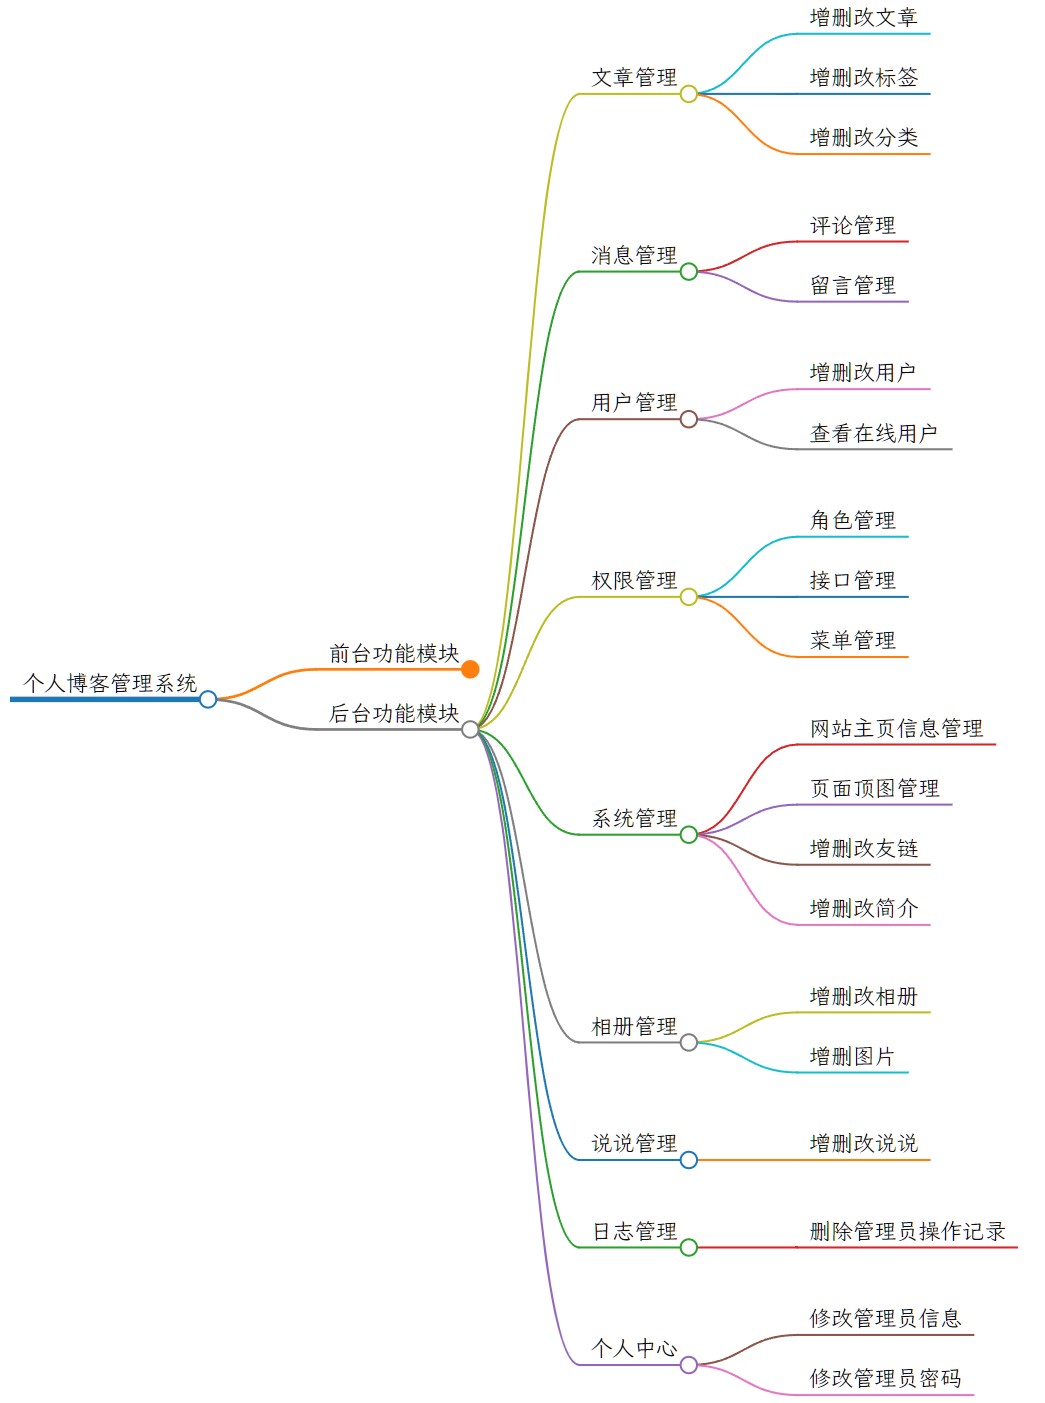 个人博客管理系统
前台功能模块
后台功能模块
文章管理
增删改文章
增删改标签
增删改分类
消息管理
评论管理
留言管理
用户管理
增删改用户
查看在线用户
权限管理
角色管理
接口管理
菜单管理
系统管理
网站主页信息管理
页面顶图管理
增删改友链
增删改简介
相册管理
增删改相册
增删图片
说说管理
增删改说说
日志管理
删除管理员操作记录
个人中心
修改管理员信息
修改管理员密码